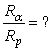 R_α/R_p = ?